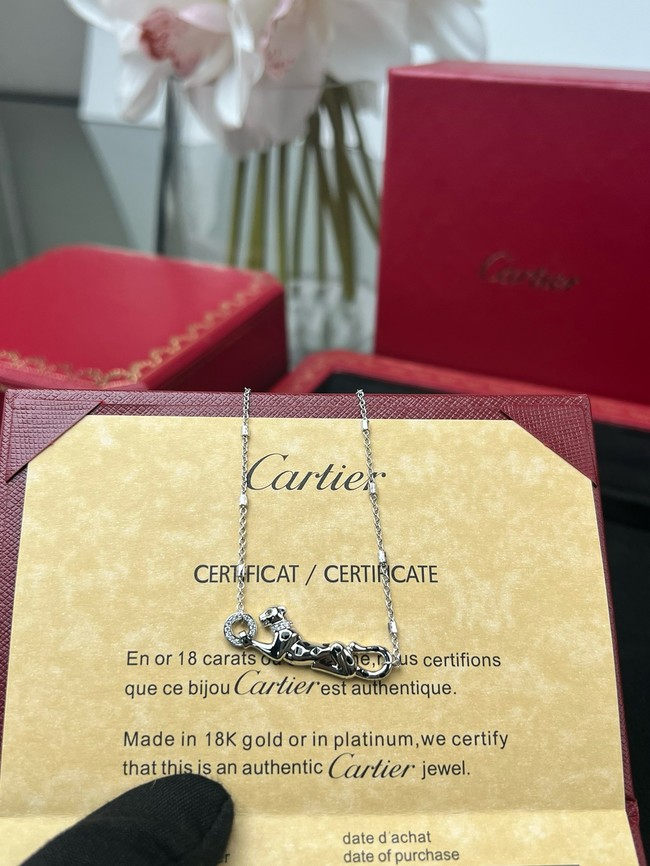 Cartier
Cartier
CERTIFICAT / CERTIFICATE
En or 18 carats certifions
que ce bijou Cartier est authentique.
Made in 18K gold or in platinum,we certify
that this is an authentic Cartier jewel.
date d'achat
date of purchase